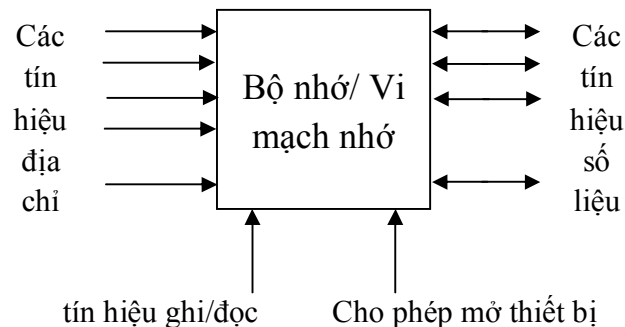 Các
tín
hiệu
địa
chỉ
Bộ nhớ/ Vi
mạch nhớ
Các
tín
hiệu
số
liệu
tín hiệu ghi/đọc
Cho phép mở thiết bị